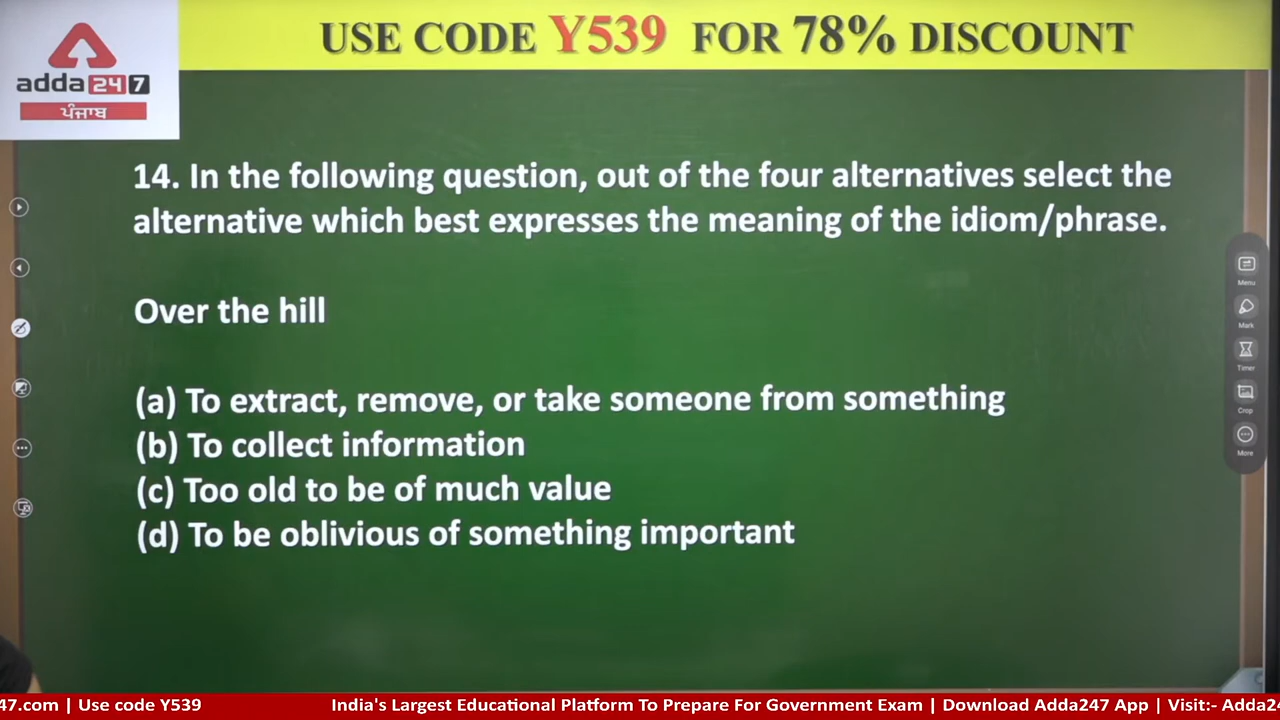 USE CODE Y539 FOR 78% DISCOUNT
adda247
ਪੰਜਾਬ
14. In the following question, out of the four alternatives select the
alternative which best expresses the meaning of the idiom/phrase.
Over the hill
(a) To extract, remove, or take someone from something
(b) To collect information
(c) Too old to be of much value
(d) To be oblivious of something important
Menu
Mark
Timer
Crop
More
47.com | Use code Y539 India's Largest Educational Platform To Prepare For Government Exam | Download Adda247 App | Visit:- Adda24